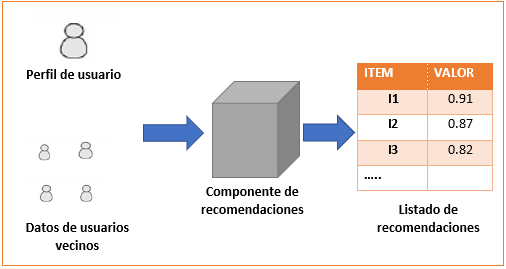 Perfil de usuario
Datos de usuarios
vecinos
Componente de
recomendaciones
ITEM VALOR
I1 0.91
I2 0.87
I3 0.82
.....
Listado de
recomendaciones